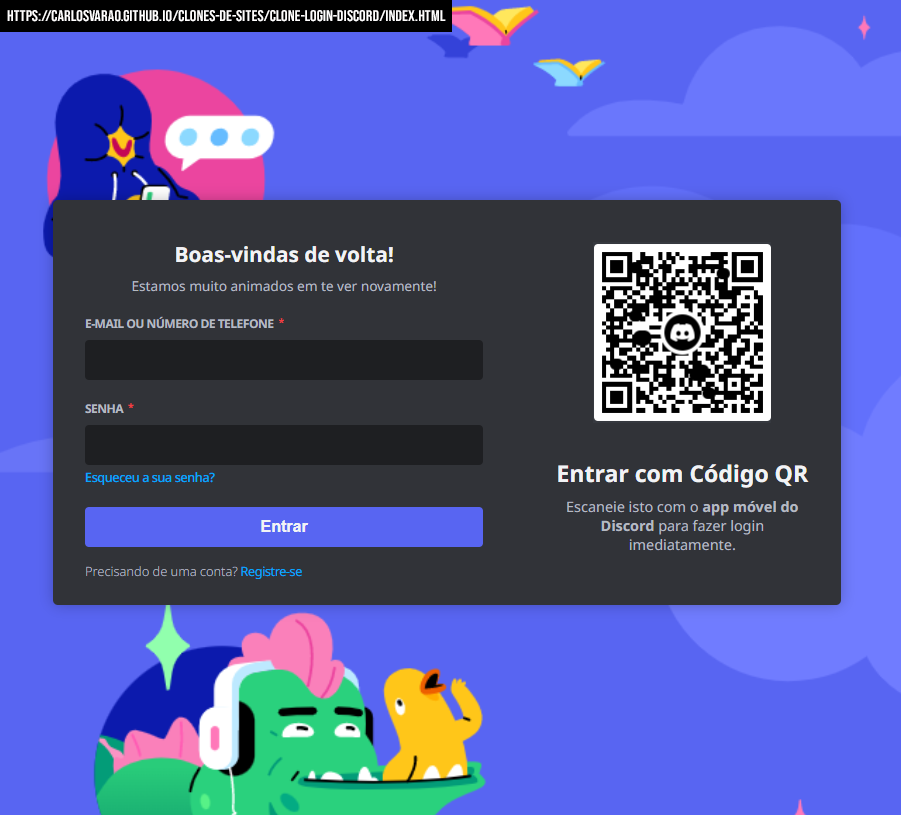 HTTPS://CARLOSVARAO.GITHUB.IO/CLONES-DE-SITES/CLONE-LOGIN-DISCORD/INDEX.HTML
Boas-vindas de volta!
Estamos muito animados em te ver novamente!
E-MAIL OU NÚMERO DE TELEFONE *
SENHA *
Esqueceu a sua senha?
Entrar
Precisando de uma conta? Registre-se
Entrar com Código QR
Escaneie isto com o app móvel do
Discord para fazer login
imediatamente.